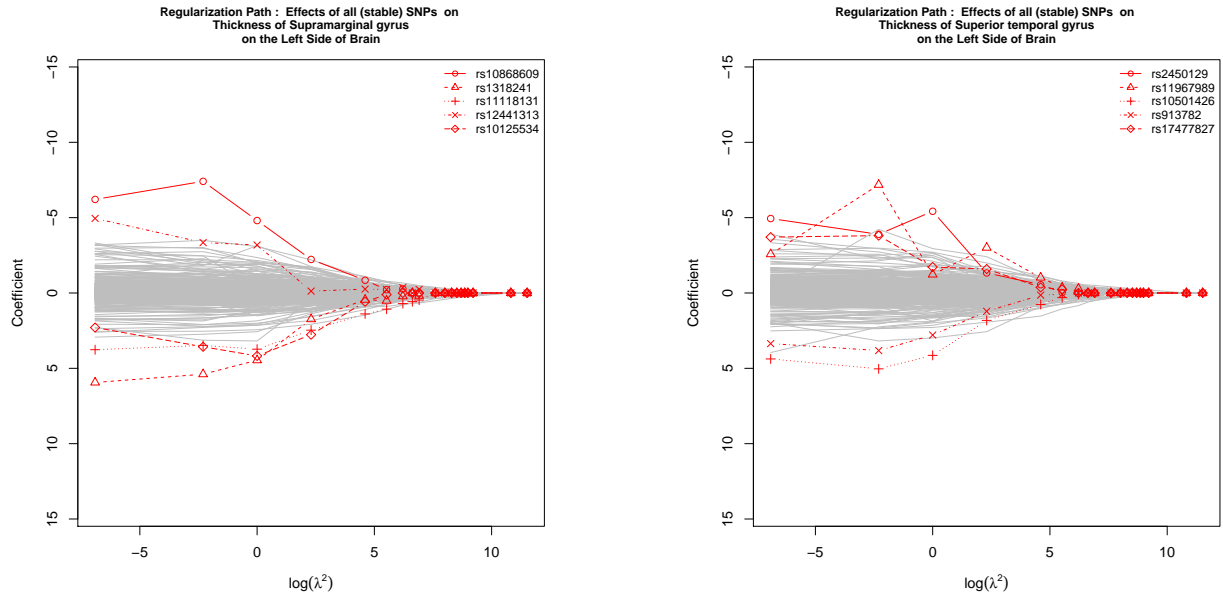 Regularization Path : Effects of all (stable) SNPs on
Thickness of Supramarginal gyrus
on the Left Side of Brain
rs10868609
rs1318241
rs11118131
rs12441313
rs10125534
−15
−10
−5
0
5
10
15
Coefficient
−5 0 5 10
log(λ²)
Regularization Path : Effects of all (stable) SNPs on
Thickness of Superior temporal gyrus
on the Left Side of Brain
rs2450129
rs11967989
rs10501426
rs913782
rs17477827
−15
−10
−5
0
5
10
15
Coefficient
−5 0 5 10
log(λ²)